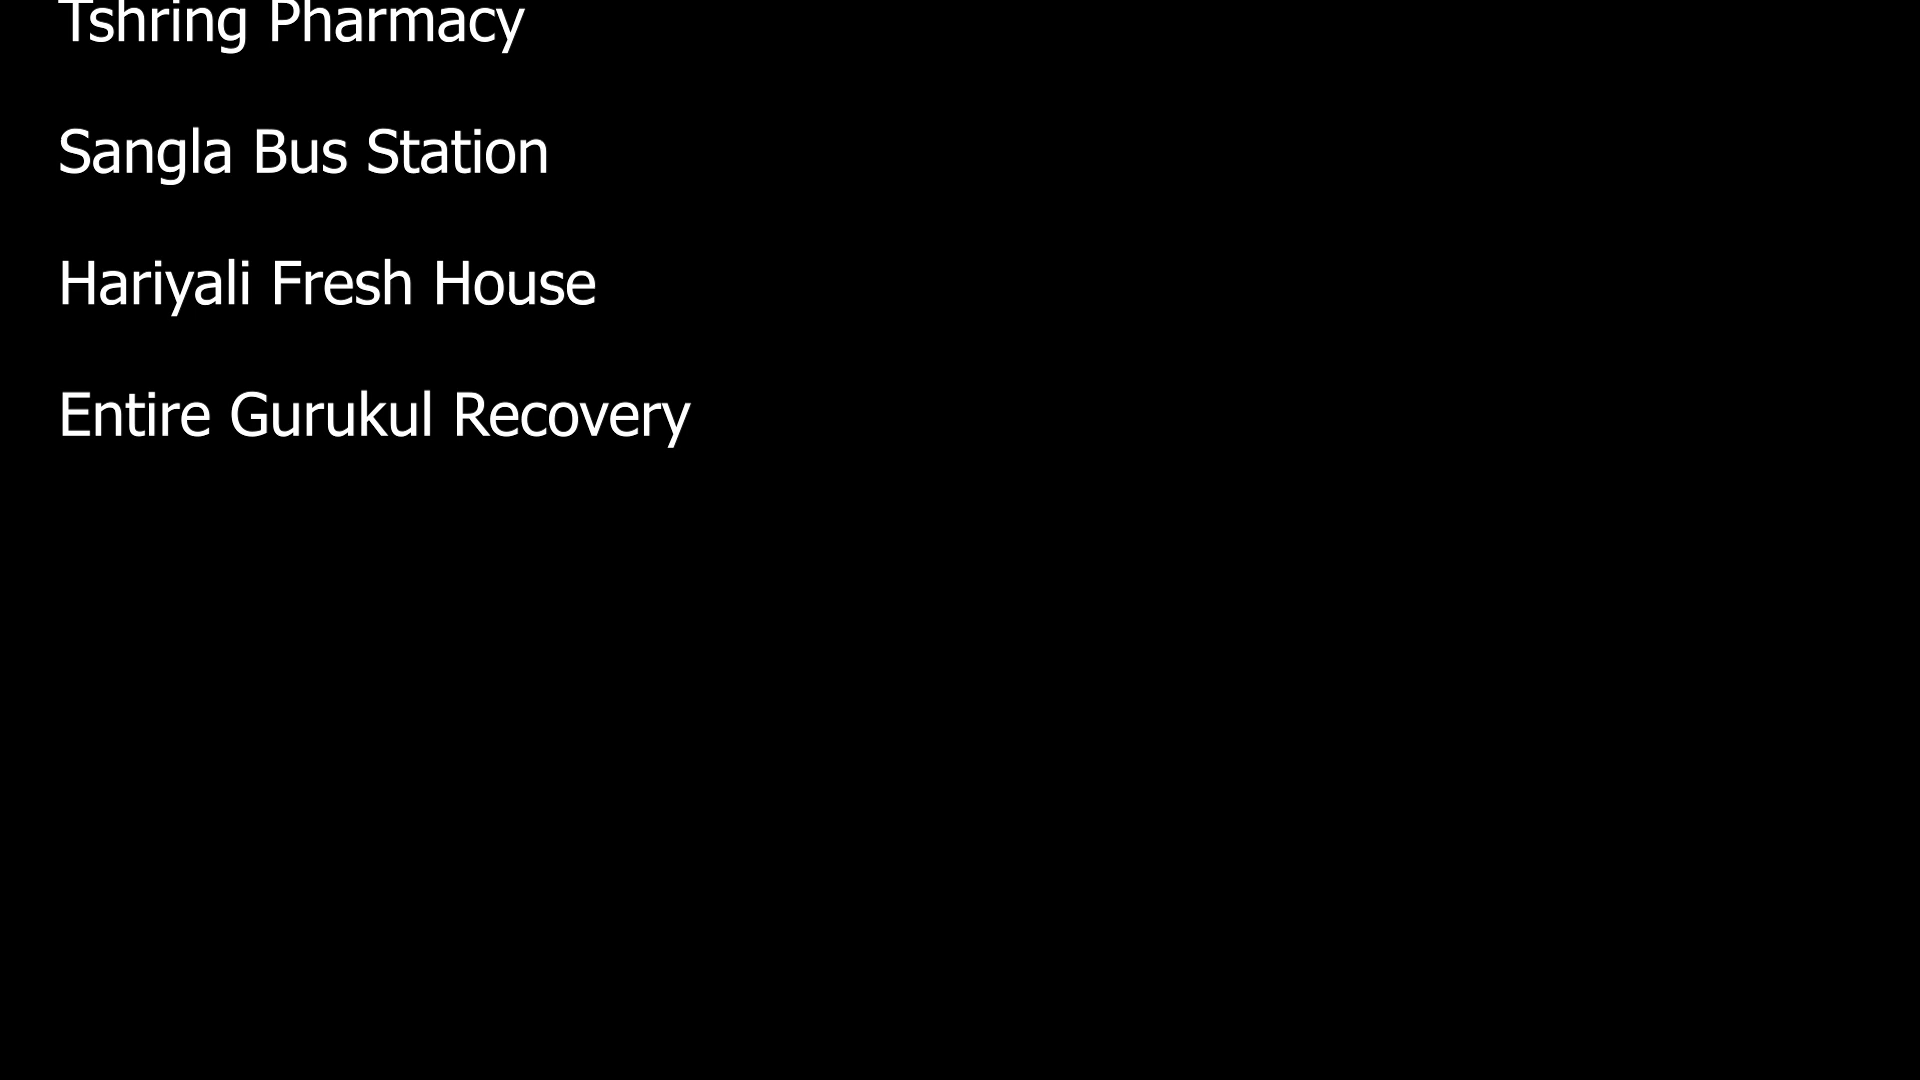 Tshring Pharmacy
Sangla Bus Station
Hariyali Fresh House
Entire Gurukul Recovery